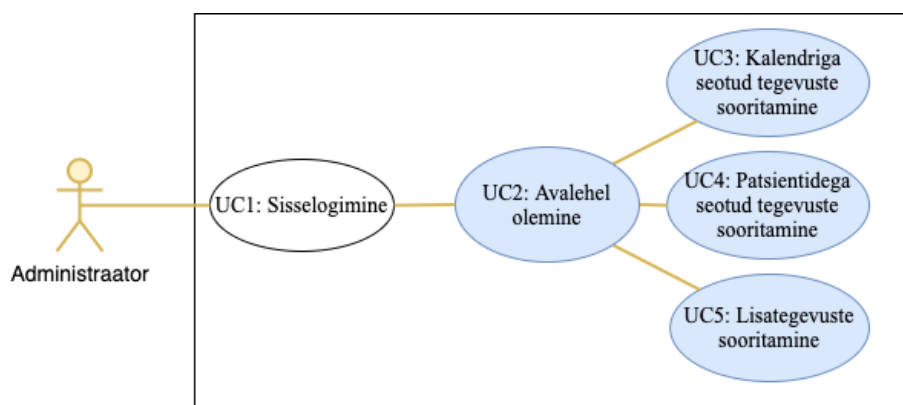 Administraator
UC1: Sisselogimine
UC2: Avalehel
olemine
UC3: Kalendriga
seotud tegevuste
sooritamine
UC4: Patsientidega
seotud tegevuste
sooritamine
UC5: Lisategevuste
sooritamine